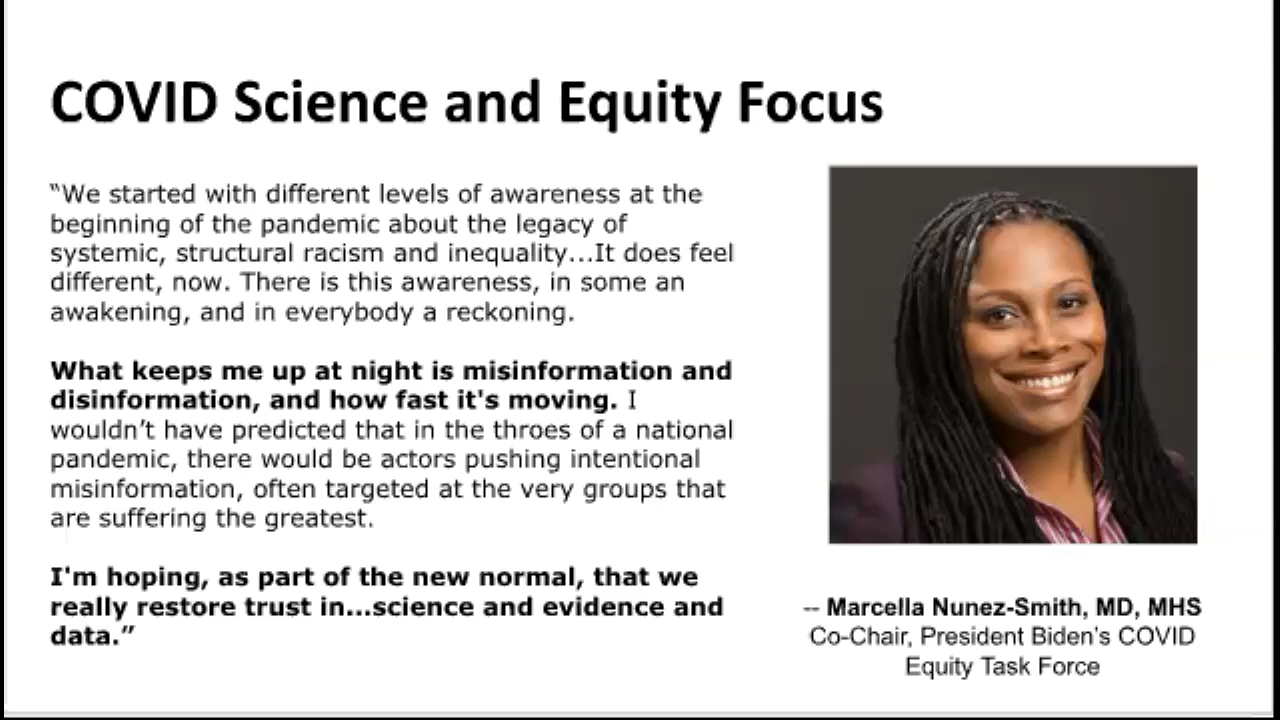 COVID Science and Equity Focus
“We started with different levels of awareness at the
beginning of the pandemic about the legacy of
systemic, structural racism and inequality...It does feel
different, now. There is this awareness, in some an
awakening, and in everybody a reckoning.
What keeps me up at night is misinformation and
disinformation, and how fast it's moving. I
wouldn’t have predicted that in the throes of a national
pandemic, there would be actors pushing intentional
misinformation, often targeted at the very groups that
are suffering the greatest.
I'm hoping, as part of the new normal, that we
really restore trust in...science and evidence and
data.”
-- Marcella Nunez-Smith, MD, MHS
Co-Chair, President Biden’s COVID
Equity Task Force